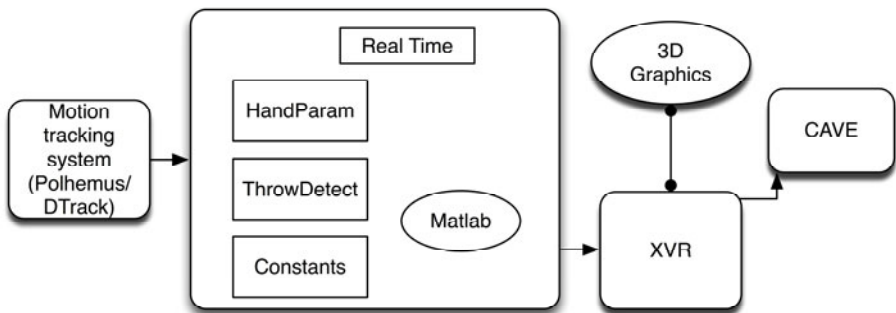 Motion
tracking
system
(Polhemus/
DTrack)
Real Time
HandParam
ThrowDetect
Constants
Matlab
3D
Graphics
XVR
CAVE